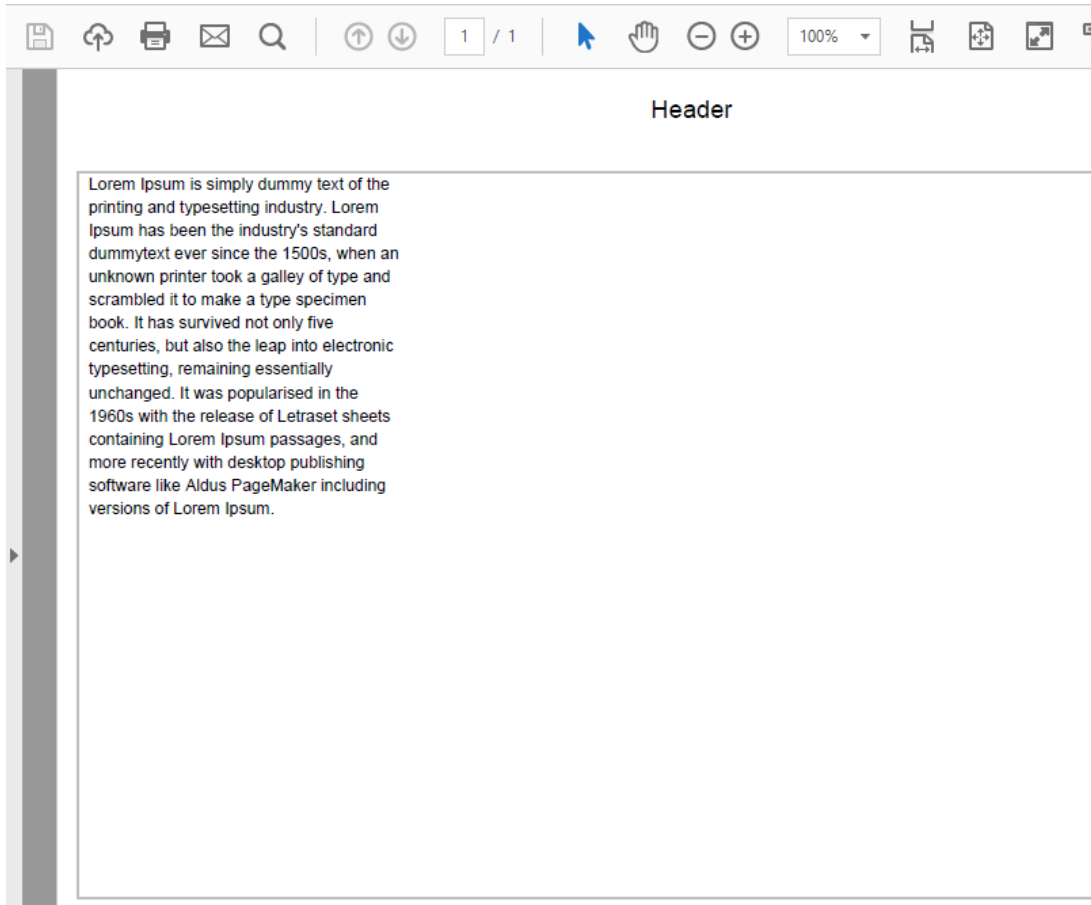 1 / 1
100%
Header
Lorem Ipsum is simply dummy text of the
printing and typesetting industry. Lorem
Ipsum has been the industry's standard
dummytext ever since the 1500s, when an
unknown printer took a galley of type and
scrambled it to make a type specimen
book. It has survived not only five
centuries, but also the leap into electronic
typesetting, remaining essentially
unchanged. It was popularised in the
1960s with the release of Letraset sheets
containing Lorem Ipsum passages, and
more recently with desktop publishing
software like Aldus PageMaker including
versions of Lorem Ipsum.